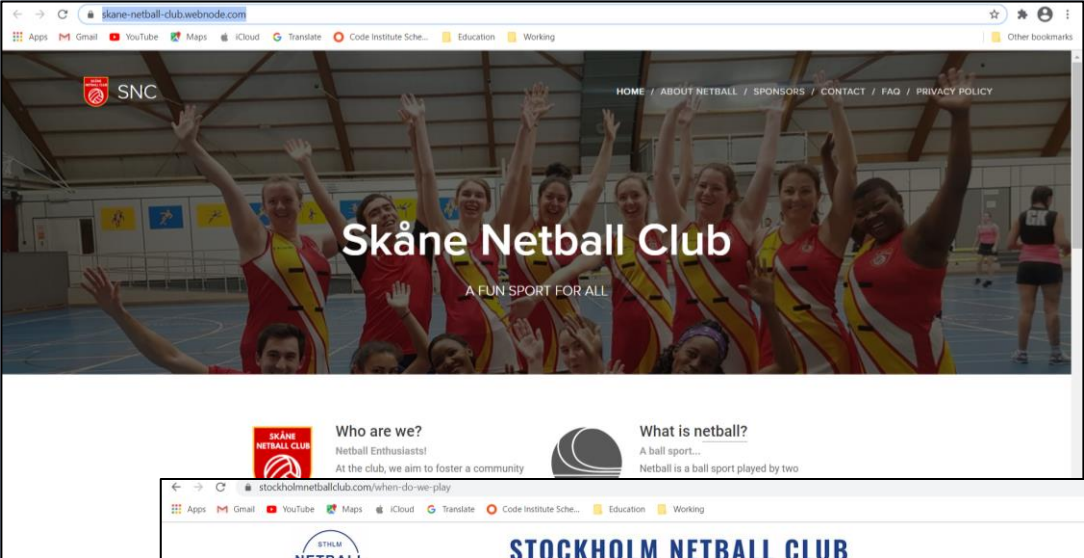 skane-netball-club.webnode.com
Apps Gmail YouTube Maps iCloud Translate Code Institute Sche... Education Working Other bookmarks
SKÅNE NETBALL CLUB
SNC
HOME / ABOUT NETBALL / SPONSORS / CONTACT / FAQ / PRIVACY POLICY
GK
Skåne Netball Club
A FUN SPORT FOR ALL
SKÅNE
NETBALL CLUB
Who are we?
Netball Enthusiasts!
At the club, we aim to foster a community
What is netball?
A ball sport...
Netball is a ball sport played by two
stockholmnetballclub.com/when-do-we-play
Apps Gmail YouTube Maps iCloud Translate Code Institute Sche... Education Working
STHLM
NETBALL
STOCKHOLM NETBALL CLUB